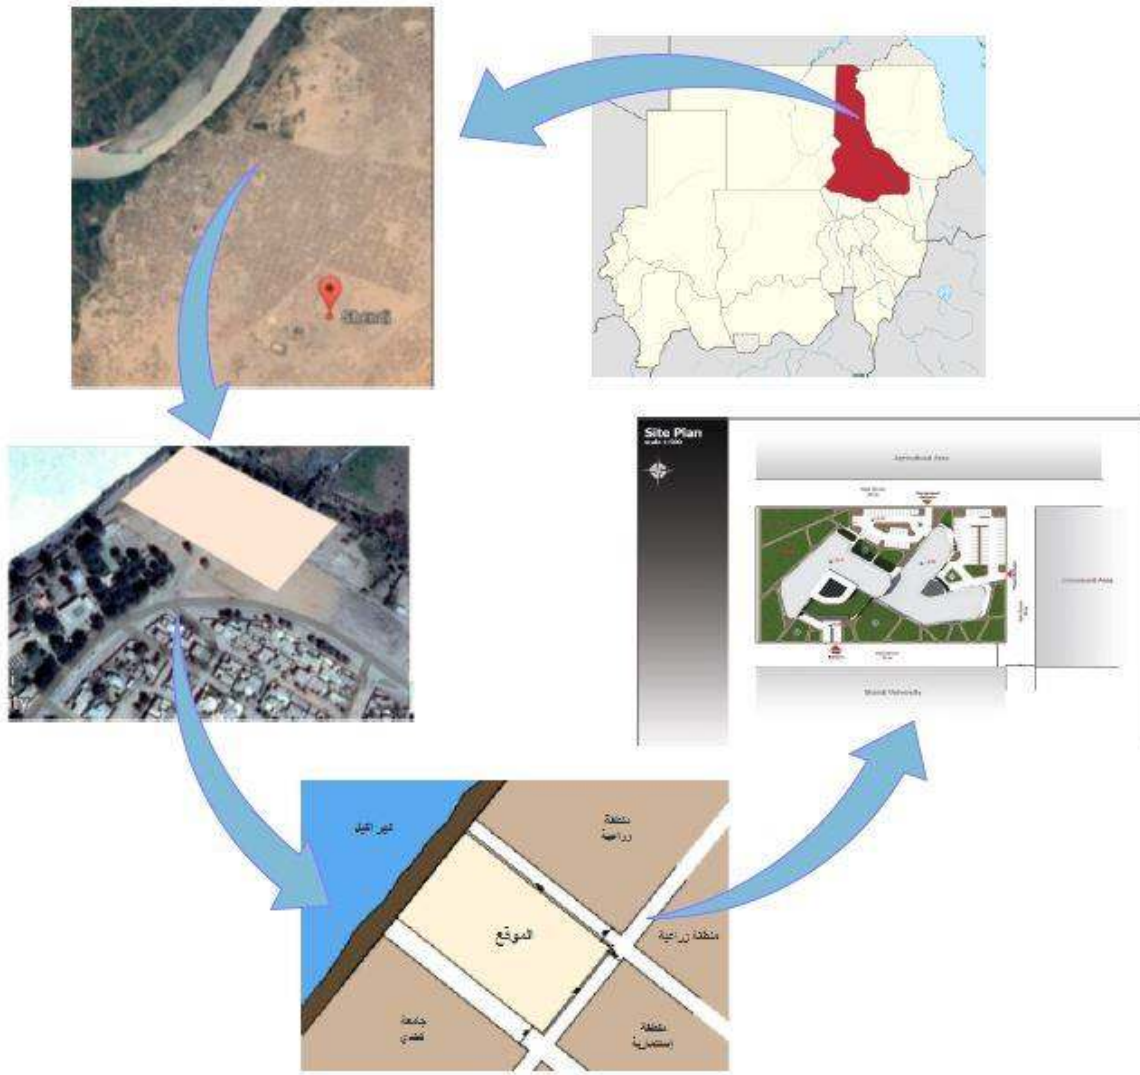 Shendi
Site Plan
Agricultural Area
Investment Area
Shendi University
نهر النيل
منطقة
زراعية
الموقع
منطقة زراعية
جامعة
شندي
منطقة
إستثمارية